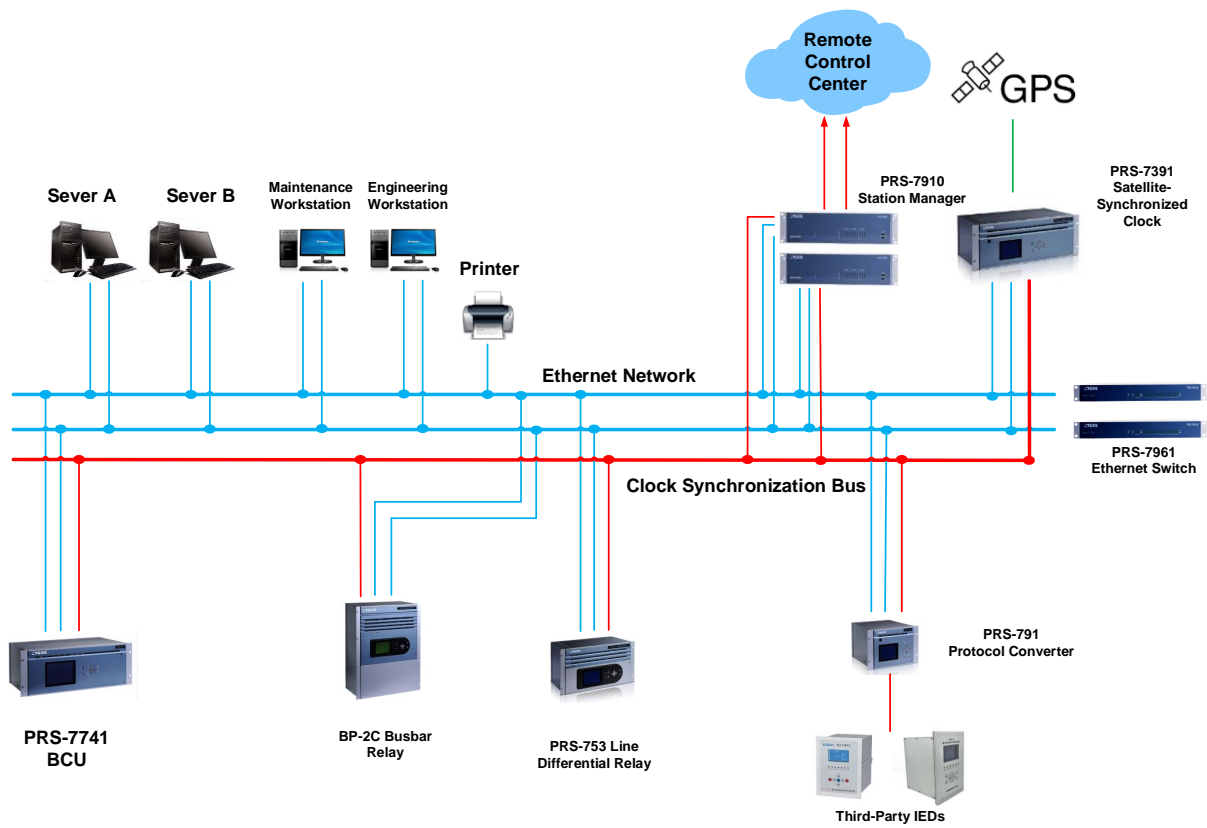 Remote
Control
Center
GPS
PRS-7391
Satellite-
Synchronized
Clock
PRS-7910
Station Manager
Sever A
Sever B
Maintenance
Workstation
Engineering
Workstation
Printer
Ethernet Network
PRS-7961
Ethernet Switch
Clock Synchronization Bus
PRS-791
Protocol Converter
PRS-7741
BCU
BP-2C Busbar
Relay
PRS-753 Line
Differential Relay
Third-Party IEDs